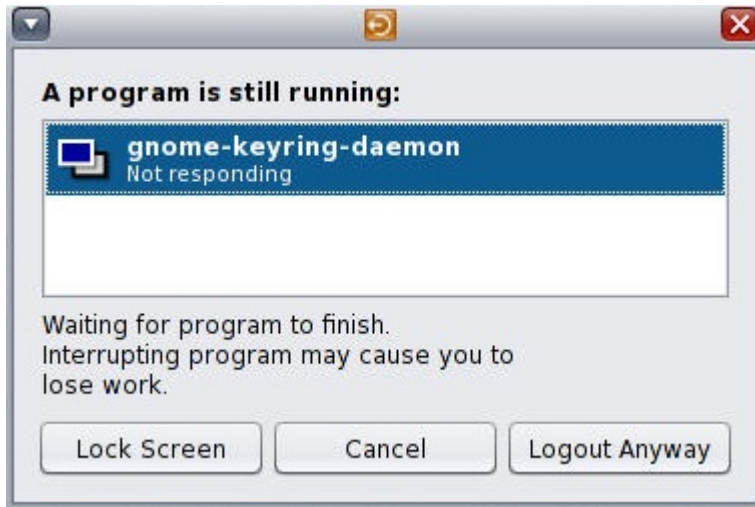 A program is still running:
gnome-keyring-daemon
Not responding
Waiting for program to finish.
Interrupting program may cause you to
lose work.
Lock Screen
Cancel
Logout Anyway